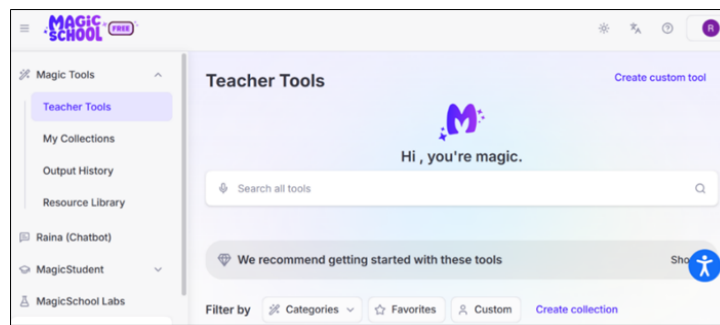 MAGIC SCHOOL FREE
R
Magic Tools
Teacher Tools
My Collections
Output History
Resource Library
Raina (Chatbot)
MagicStudent
MagicSchool Labs
Teacher Tools
Create custom tool
Hi , you're magic.
Search all tools
We recommend getting started with these tools
Filter by
Categories
Favorites
Custom
Create collection